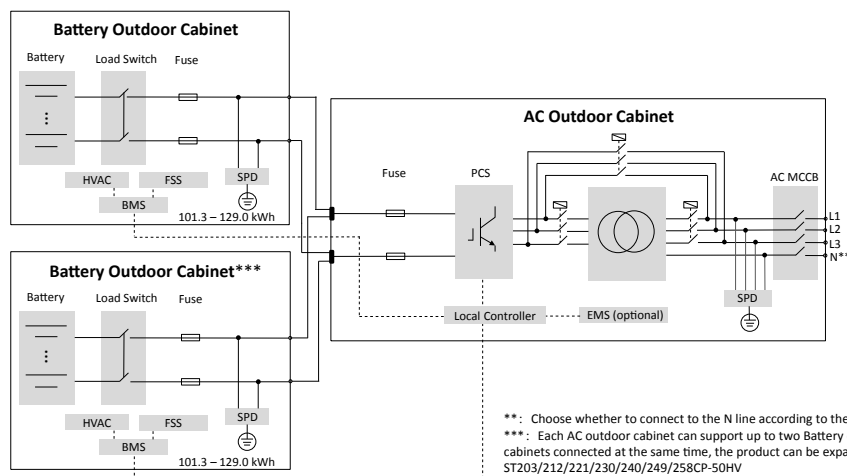 Battery Outdoor Cabinet
Battery Load Switch Fuse
HVAC FSS SPD
BMS
101.3 – 129.0 kWh
AC Outdoor Cabinet
Fuse PCS AC MCCB
L1
L2
L3
N**
SPD
Local Controller EMS (optional)
Battery Outdoor Cabinet***
Battery Load Switch Fuse
HVAC FSS SPD
BMS
101.3 – 129.0 kWh
**: Choose whether to connect to the N line according to the
***: Each AC outdoor cabinet can support up to two Battery
cabinets connected at the same time, the product can be expa
ST203/212/221/230/240/249/258CP-50HV